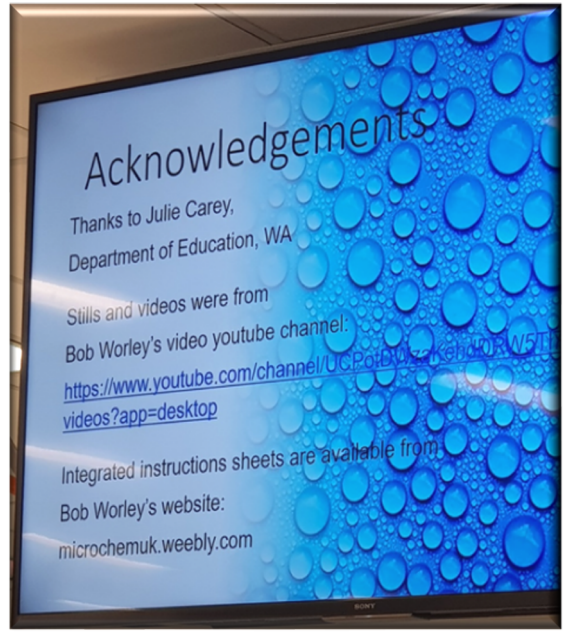 Acknowledgements
Thanks to Julie Carey,
Department of Education, WA
Stills and videos were from
Bob Worley's video youtube channel:
videos?app=desktop
Integrated instructions sheets are available from
Bob Worley's website:
microchemuk.weebly.com
SONY